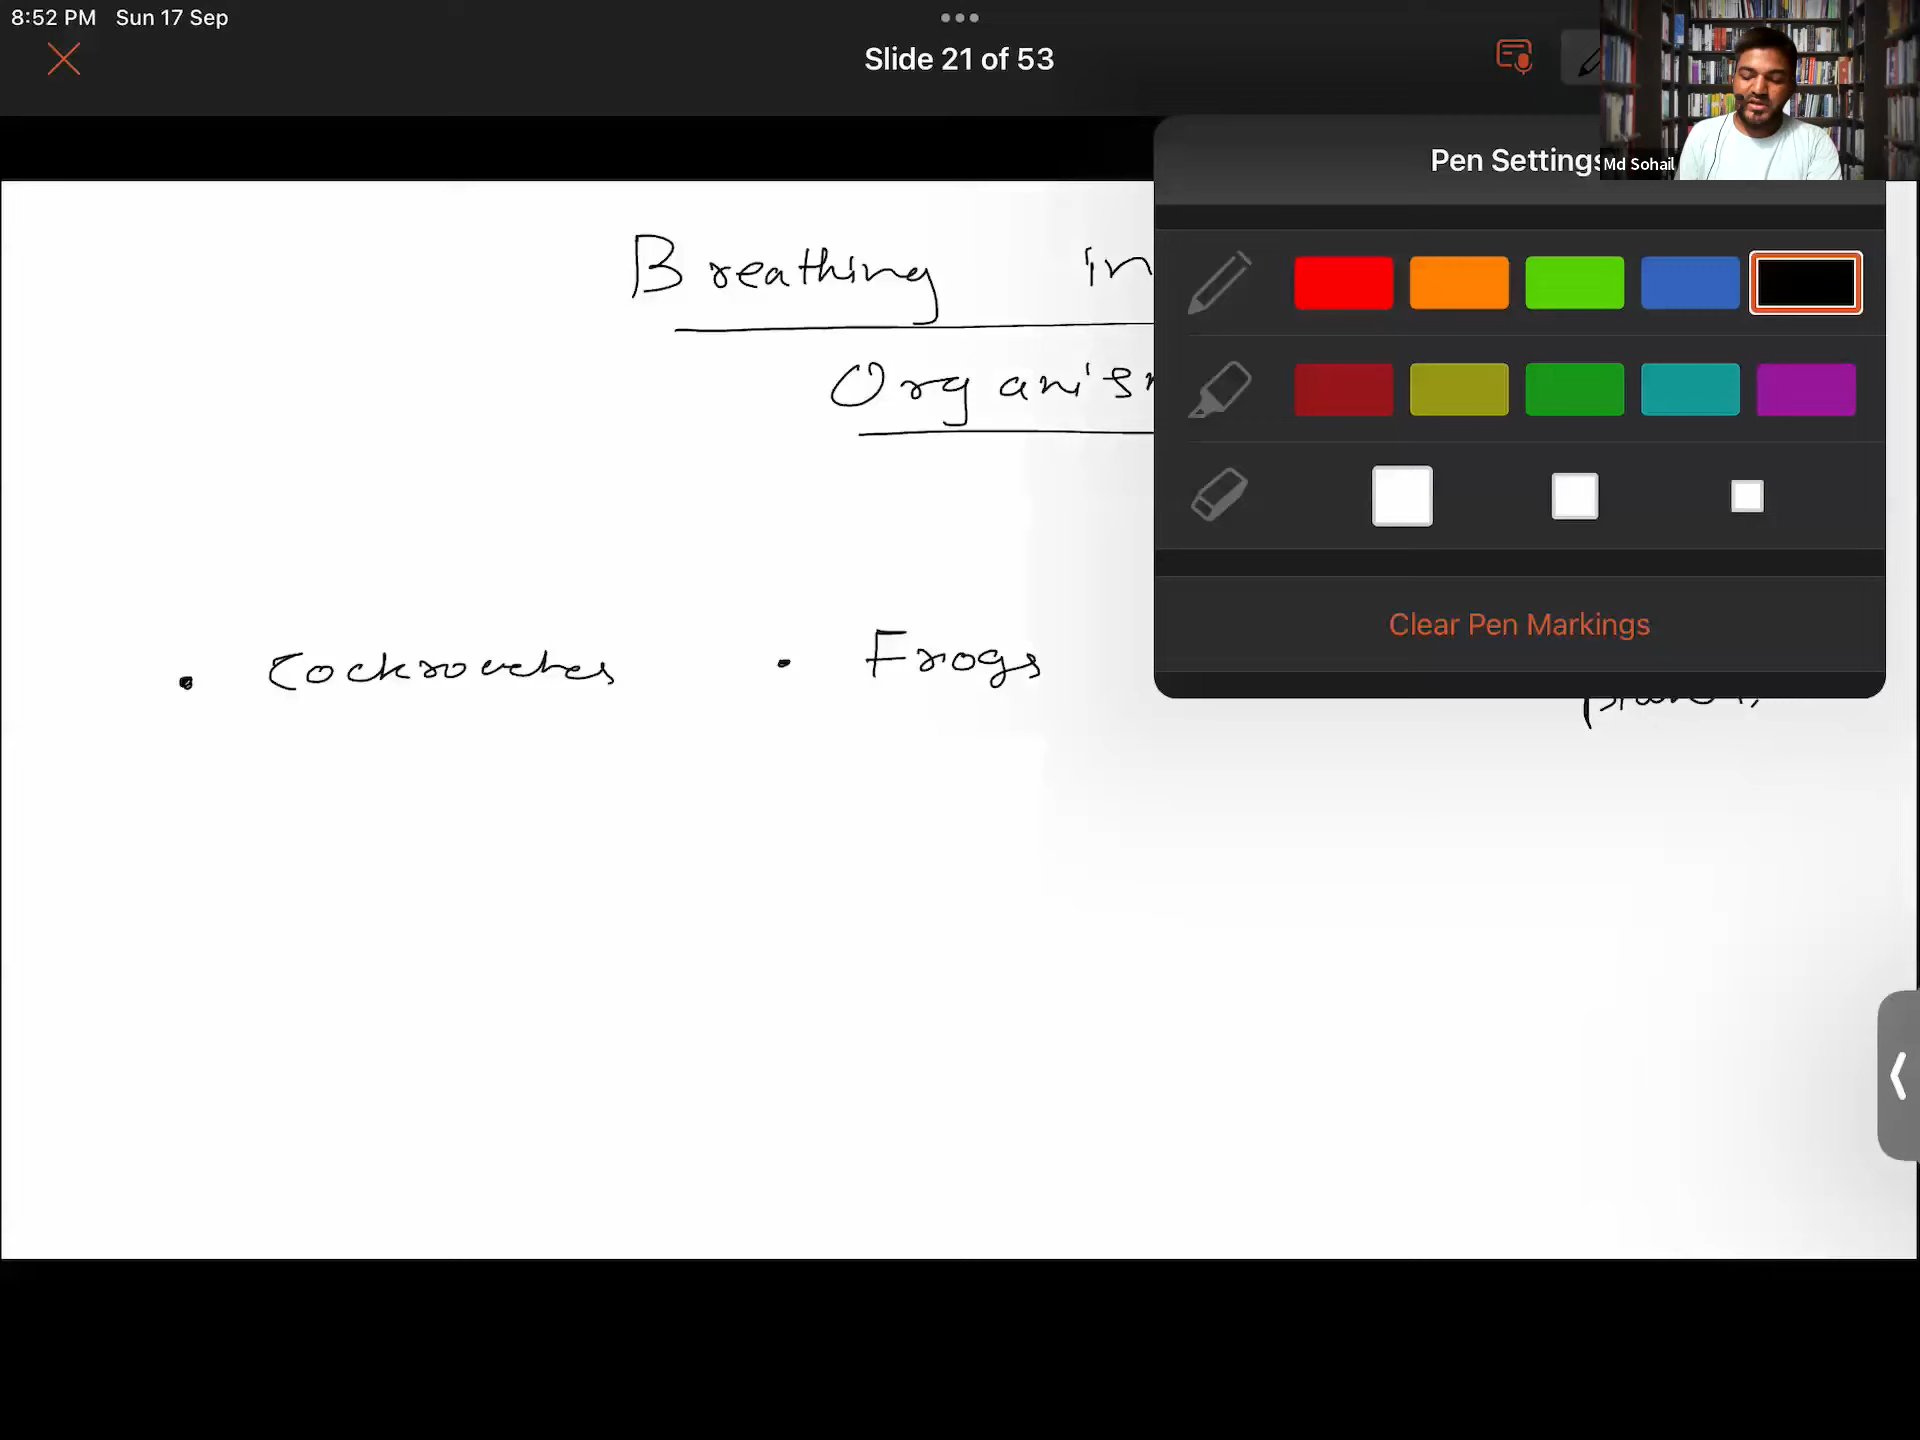 8:52 PM Sun 17 Sep
Slide 21 of 53
Pen Settings
Md Sohail
Breathing in
Organis
Clear Pen Markings
• Cockroaches • Frogs